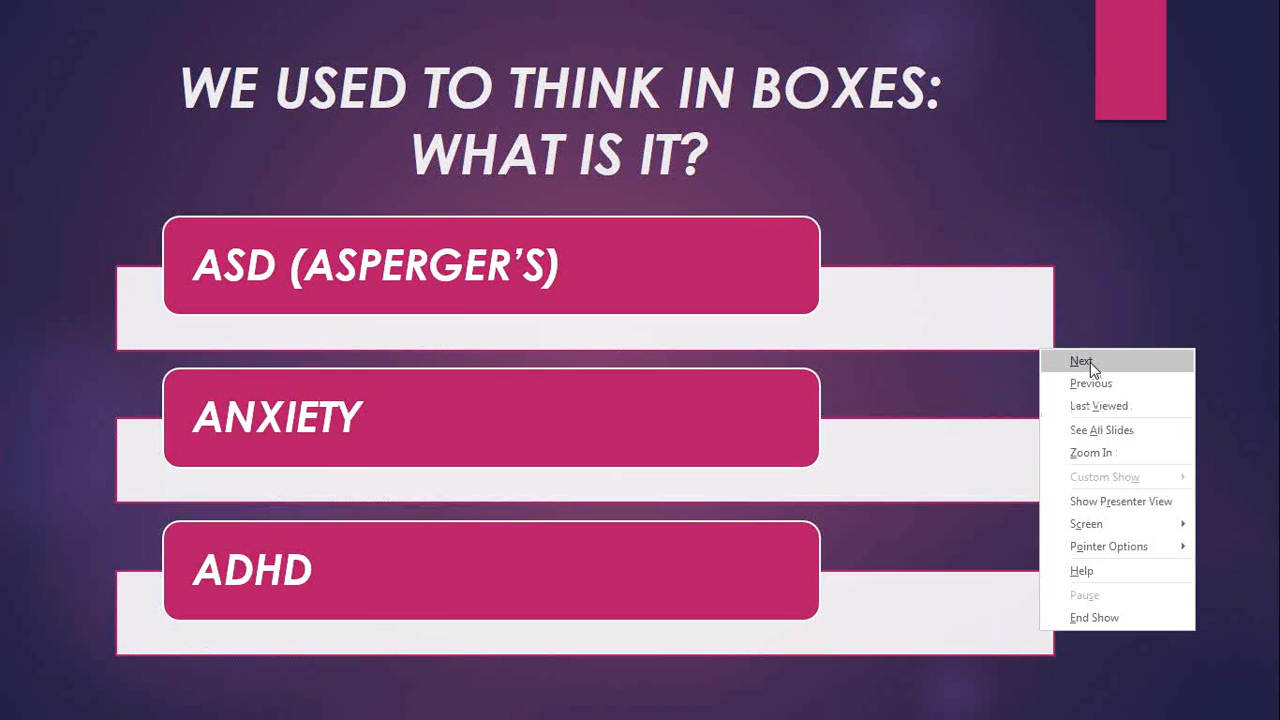 WE USED TO THINK IN BOXES:
WHAT IS IT?
ASD (ASPERGER'S)
ANXIETY
ADHD
Next
Previous
Last Viewed
See All Slides
Zoom In
Custom Show
Show Presenter View
Screen
Pointer Options
Help
Pause
End Show